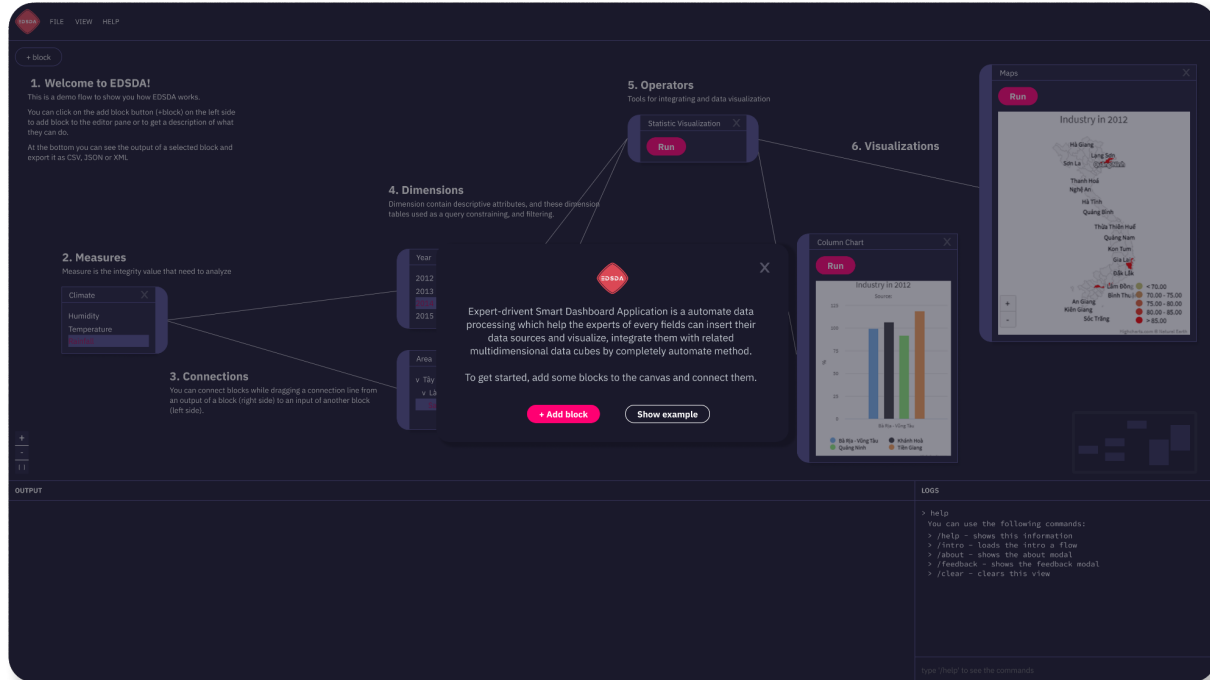 EDSDA
FILE
VIEW
HELP
+ block
1. Welcome to EDSDA!
This is a demo flow to show you how EDSDA works.
You can click on the add block button (+block) on the left side
to add black to the editor pane or to get a description of what
they can do.
At the bottom you can see the output of a selected block and
export it as CSV, JSON or XML
2. Measures
Measure is the integrity value that need to analyze
Climate X
Humidity
Temperature
3. Connections
You can connect blocks while dragging a connection line from
an output of a block (right side) to an input of another block
(left side).
4. Dimensions
Dimension contain descriptive attributes, and these dimension
tables used as a query constraining, and filtering.
Year
2012
2013
2015
Area
v Tây
v Lâ
5. Operators
Tools for integrating and data visualization
Statistic Visualization X
Run
6. Visualizations
EDSDA
X
Expert-drivent Smart Dashboard Application is a automate data
processing which help the experts of every fields can insert their
data sources and visualize, integrate them with related
multidimensional data cubes by completely automate method.
To get started, add some blocks to the canvas and connect them.
+ Add block
Show example
Column Chart X
Run
Industry in 2012
Source:
%
Bà Rịa - Vũng Tàu
Bà Rịa - Vũng Tàu
Khánh Hoà
Quảng Ninh
Tiền Giang
Maps X
Run
Industry in 2012
Hà Giang
Lạng Sơn
Sơn La
Thanh Hoá
Nghệ An
Hà Tĩnh
Quảng Bình
Thừa Thiên Huế
Quảng Nam
Kon Tum
Gia Lai
Đắk Lắk
Lâm Đồng
Bình Thu
An Giang
Kiên Giang
Sóc Trăng
< 70.00
70.00 - 75.00
75.00 - 80.00
80.00 - 85.00
> 85.00
Highcharts.com © Natural Earth
+
-
+
-
OUTPUT
LOGS
> help
You can use the following commands:
> /help - shows this information
> /intro - loads the intro a flow
> /about - shows the about modal
> /feedback - shows the feedback modal
> /clear - clears this view
type '/help' to see the commands